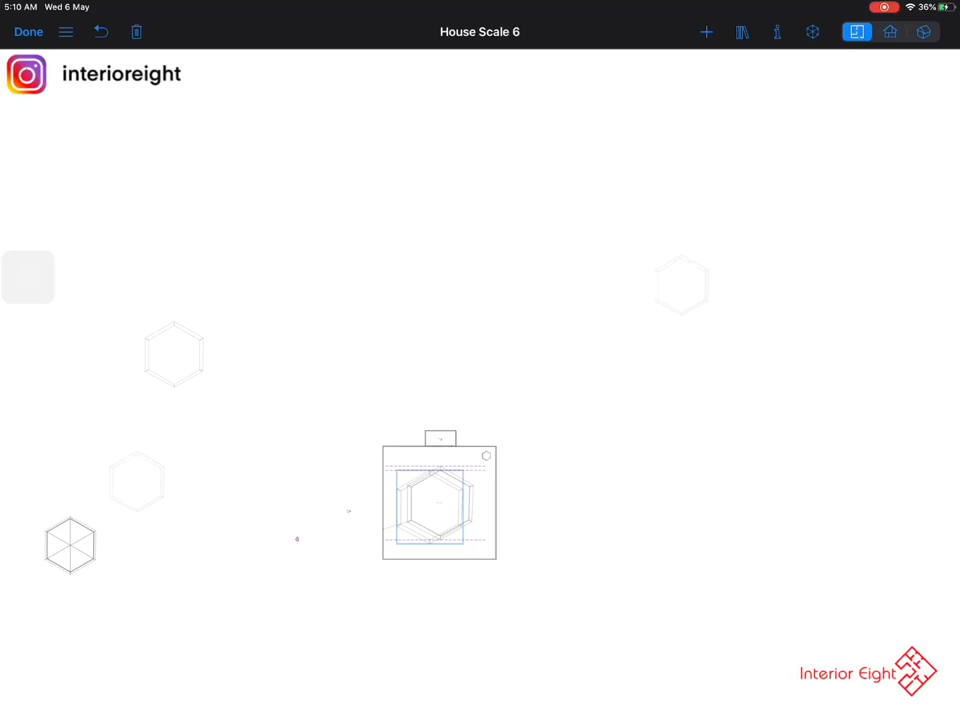 5:10 AM Wed 6 May
36%
Done
House Scale 6
interioreight
Interior Eight